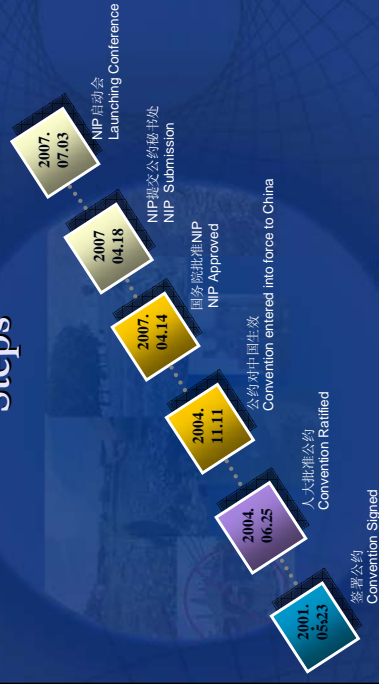 Steps
2001.
05.23
签署公约
Convention Signed
2004.
06.25
人大批准公约
Convention Ratified
2004.
11.11
公约对中国生效
Convention entered into force to China
2007.
04.14
国务院批准NIP
NIP Approved
2007
04.18
NIP提交公约秘书处
NIP Submission
2007.
07.03
NIP启动会
Launching Conference